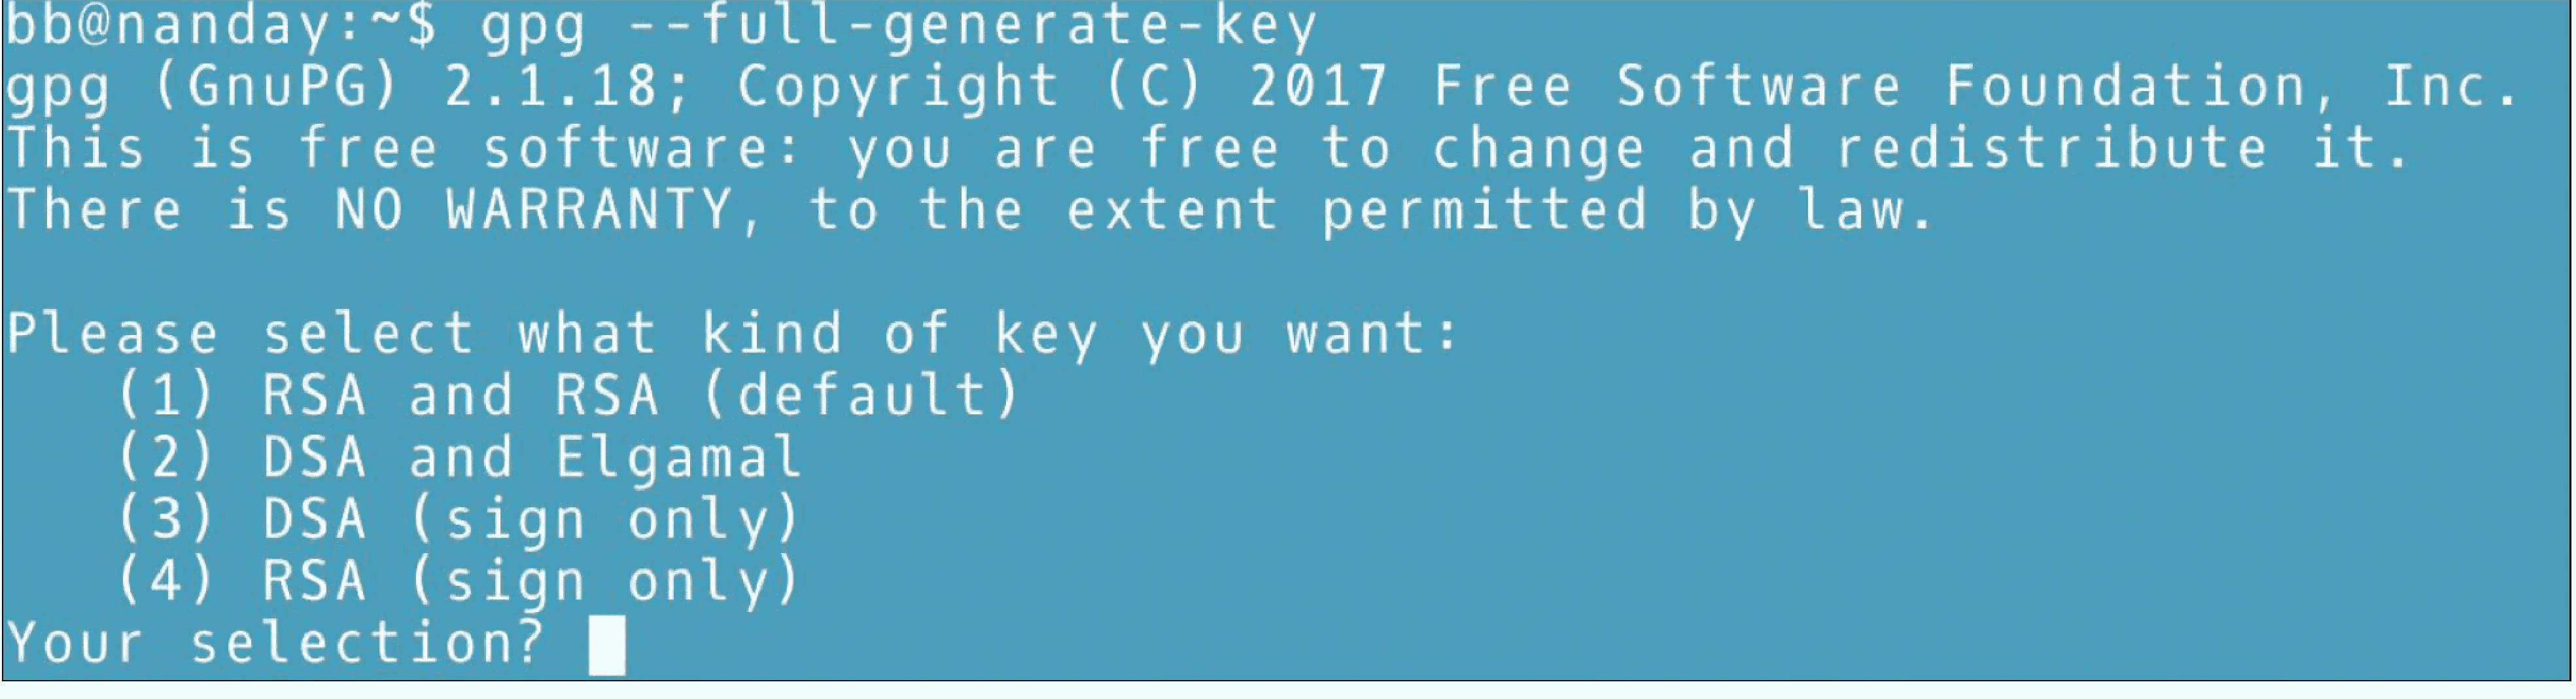 bb@nanday:~$ gpg --full-generate-key
gpg (GnuPG) 2.1.18; Copyright (C) 2017 Free Software Foundation, Inc.
This is free software: you are free to change and redistribute it.
There is NO WARRANTY, to the extent permitted by law.
Please select what kind of key you want:
(1) RSA and RSA (default)
(2) DSA and Elgamal
(3) DSA (sign only)
(4) RSA (sign only)
Your selection?